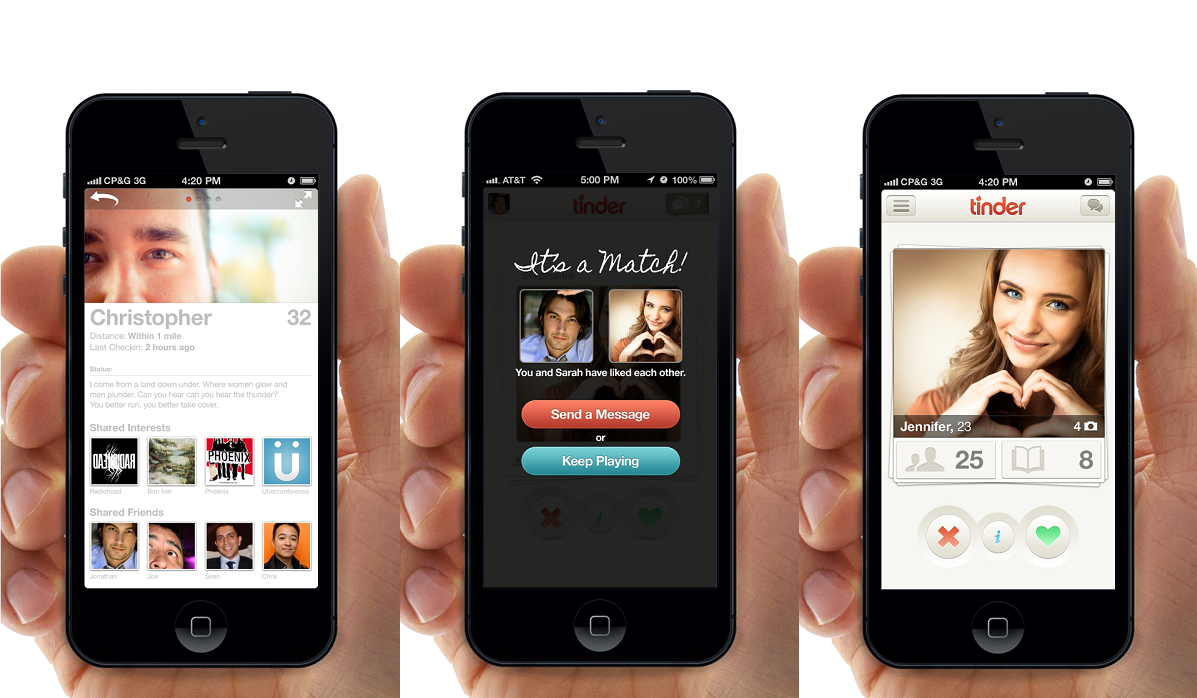 CP&G 3G 4:20 PM
Christopher 32
Distance: Within 1 mile
Last Checkin: 2 hours ago
Status:
I come from a land down under. Where women glow and
men plunder. Can you hear can you hear the thunder?
You better run, you better take cover.
Shared Interests
RADIOHEAD PHOENIX Ü
Radiohead Bon Iver Phoenix Uberconference
Shared Friends
Jonathan Joe Sean Chris
AT&T 5:00 PM 100%
tinder 7
It's a Match!
You and Sarah have liked each other.
Send a Message
or
Keep Playing
i
CP&G 3G 4:20 PM
tinder
Jennifer, 23 4
25 8
i